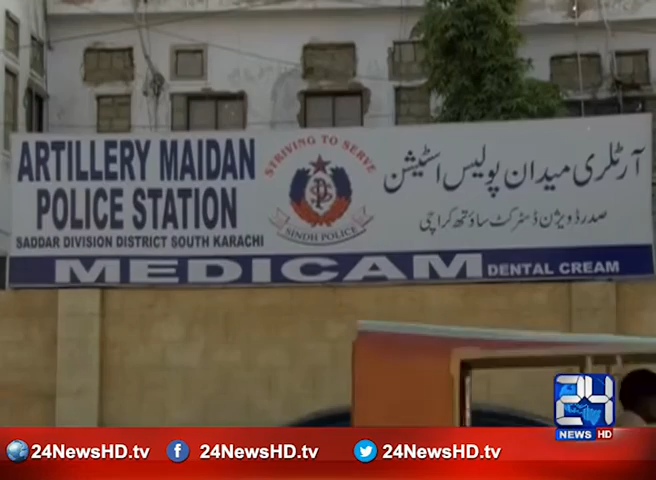 ARTILLERY MAIDAN
POLICE STATION
SADDAR DIVISION DISTRICT SOUTH KARACHI
STRIVING TO SERVE
SINDH POLICE
آرٹلری میدان پولیس اسٹیشن
صدر ڈویژن ڈسٹرکٹ ساؤتھ کراچی
MEDICAM DENTAL CREAM
24
NEWS HD
24NewsHD.tv 24NewsHD.tv 24NewsHD.tv